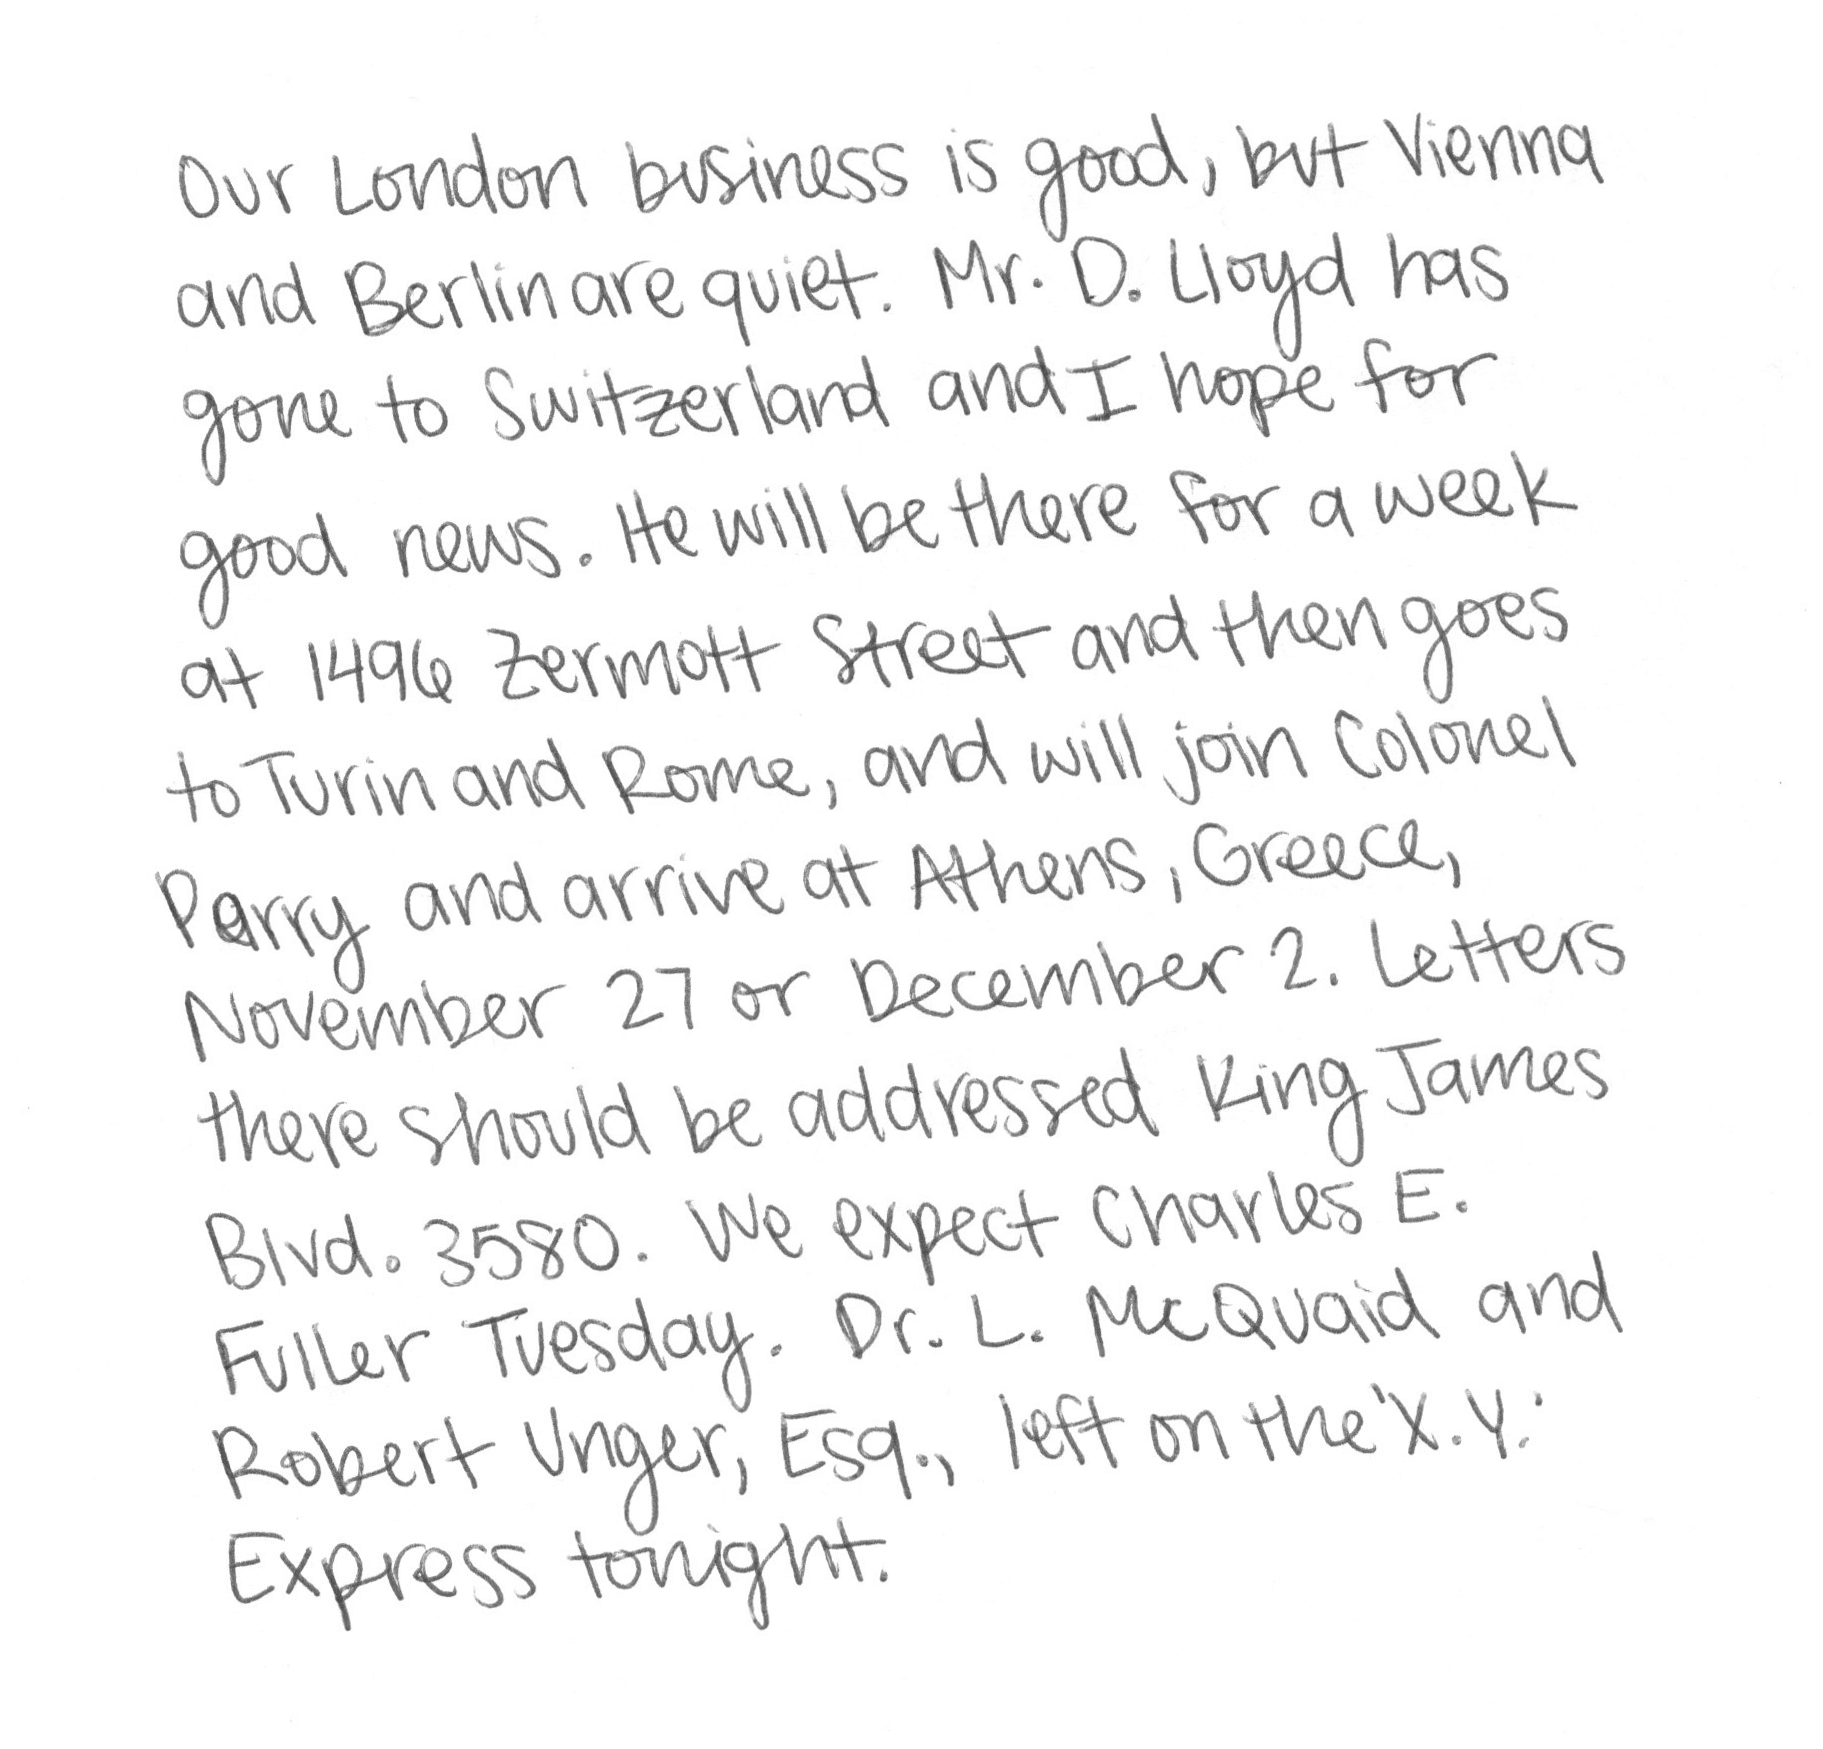 Our London business is good, but Vienna
and Berlin are quiet. Mr. D. Lloyd has
gone to Switzerland and I hope for
good news. He will be there for a week
at 1496 Zermott Street and then goes
to Turin and Rome, and will join Colonel
Parry and arrive at Athens, Greece,
November 27 or December 2. Letters
there should be addressed King James
Blvd. 3580. We expect Charles E.
Fuller Tuesday. Dr. L. McQuaid and
Robert Unger, Esq., left on the 'X.Y.'
Express tonight.